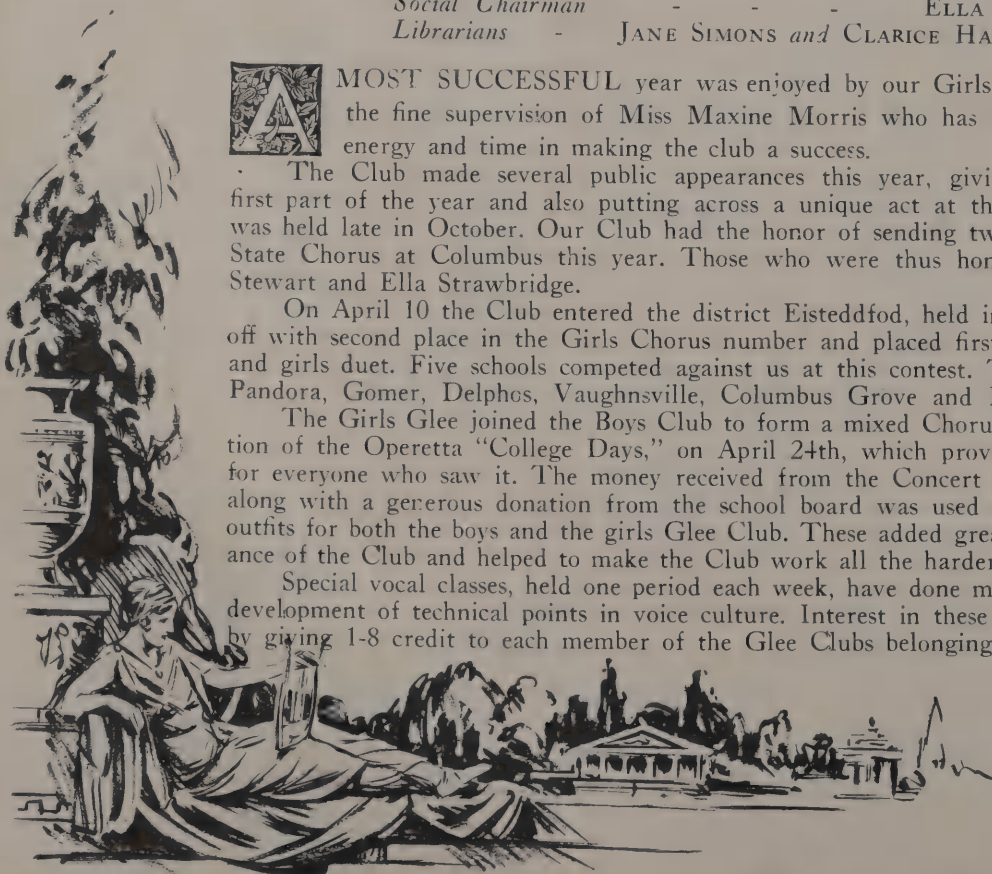 Social Chairman - - - ELLA
Librarians - JANE SIMONS and CLARICE HA
A MOST SUCCESSFUL year was enjoyed by our Girls
the fine supervision of Miss Maxine Morris who has
energy and time in making the club a success.
The Club made several public appearances this year, givi
first part of the year and also putting across a unique act at th
was held late in October. Our Club had the honor of sending tw
State Chorus at Columbus this year. Those who were thus hon
Stewart and Ella Strawbridge.
On April 10 the Club entered the district Eisteddfod, held i
off with second place in the Girls Chorus number and placed first
and girls duet. Five schools competed against us at this contest.
Pandora, Gomer, Delphos, Vaughnsville, Columbus Grove and
The Girls Glee joined the Boys Club to form a mixed Choru
tion of the Operetta "College Days," on April 24th, which prov
for everyone who saw it. The money received from the Concert
along with a generous donation from the school board was used
outfits for both the boys and the girls Glee Club. These added grea
ance of the Club and helped to make the Club work all the harder
Special vocal classes, held one period each week, have done m
development of technical points in voice culture. Interest in these
by giving 1-8 credit to each member of the Glee Clubs belonging